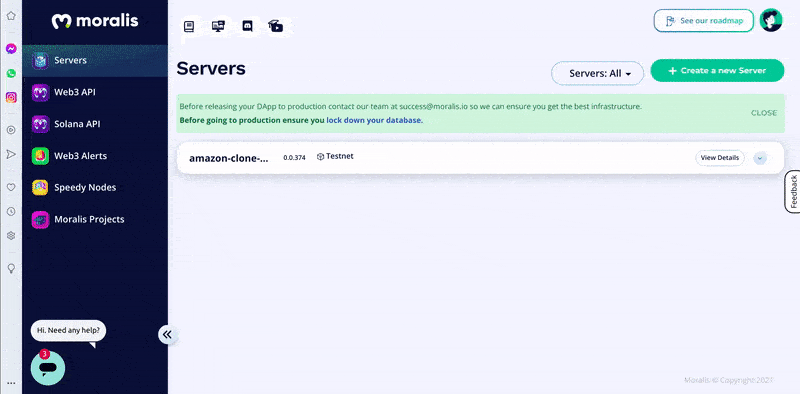 moralis
See our roadmap
Servers
Servers
Servers: All
Create a new Server
Web3 API
Before releasing your DApp to production contact our team at success@moralis.io so we can ensure you get the best infrastructure.
CLOSE
Before going to production ensure you lock down your database.
Solana API
Web3 Alerts
amazon-clone-...
0.0.374
Testnet
View Details
Speedy Nodes
Feedback
Moralis Projects
Hi. Need any help?
3
Moralis © Copyright 2021